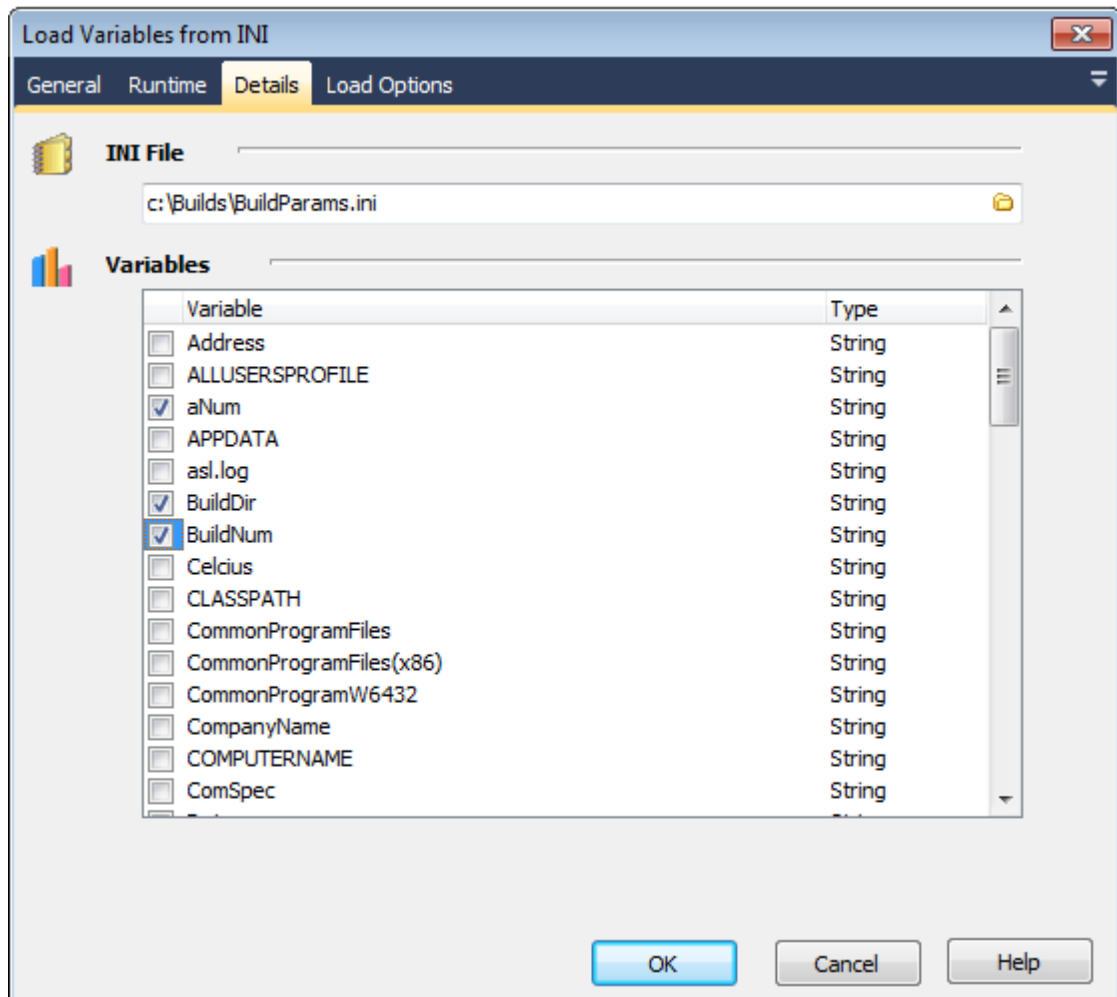 Load Variables from INI
General Runtime Details Load Options
INI File
c:\Builds\BuildParams.ini
Variables
Variable Type
Address String
ALLUSERSPROFILE String
aNum String
APPDATA String
asl.log String
BuildDir String
BuildNum String
Celcius String
CLASSPATH String
CommonProgramFiles String
CommonProgramFiles(x86) String
CommonProgramW6432 String
CompanyName String
COMPUTERNAME String
ComSpec String
OK Cancel Help